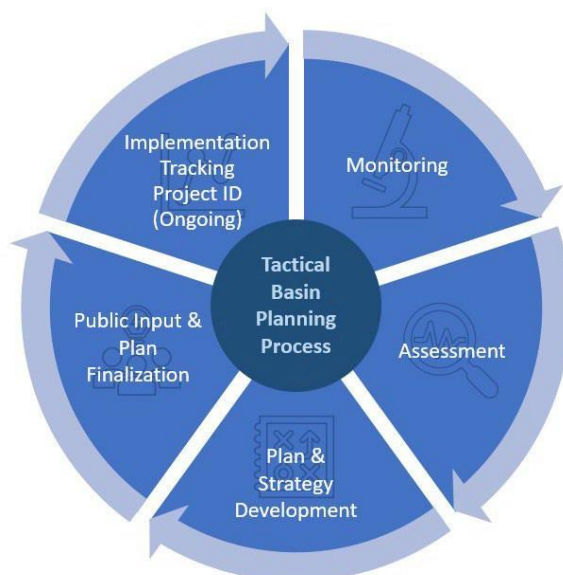 Tactical
Basin
Planning
Process
Monitoring
Assessment
Plan &
Strategy
Development
Public Input &
Plan
Finalization
Implementation
Tracking
Project ID
(Ongoing)